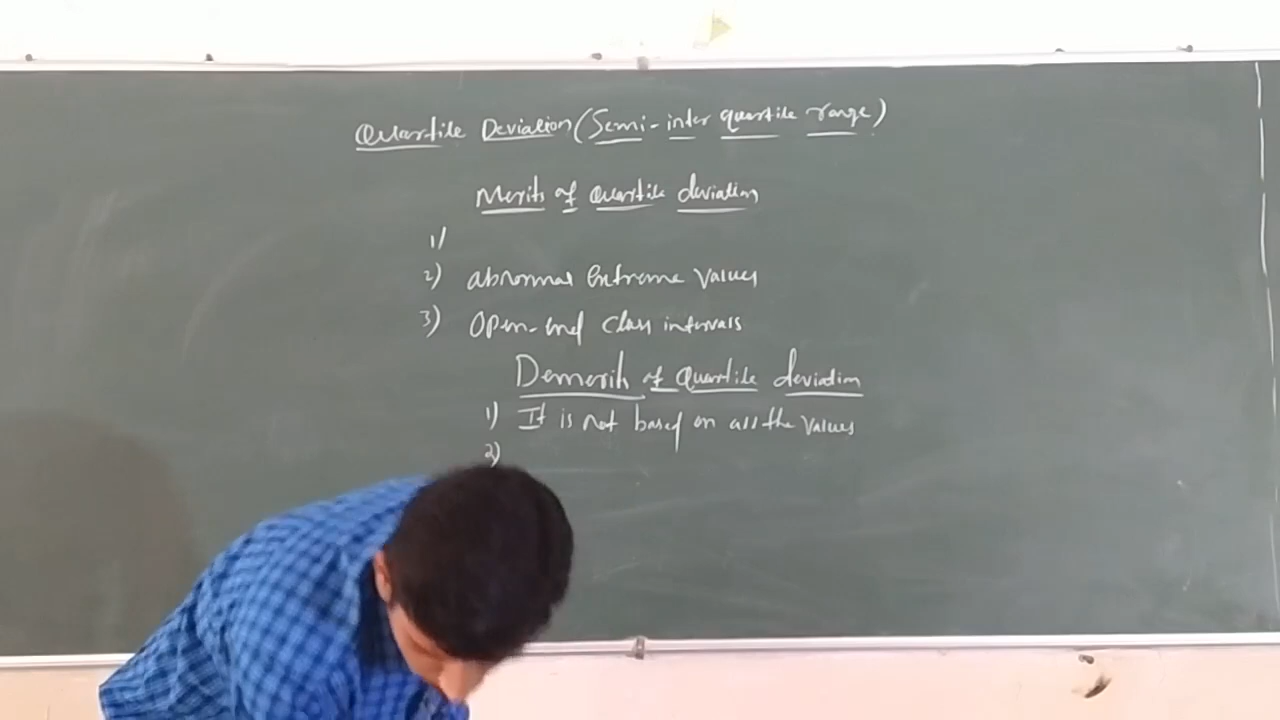 Quartile Deviation (Semi-inter quartile range)
Merits of Quartile deviation
1)
2) abnormal Extreme Values
3) Open-end Class intervals
Demerits of Quartile deviation
1) It is not based on all the Values
2)